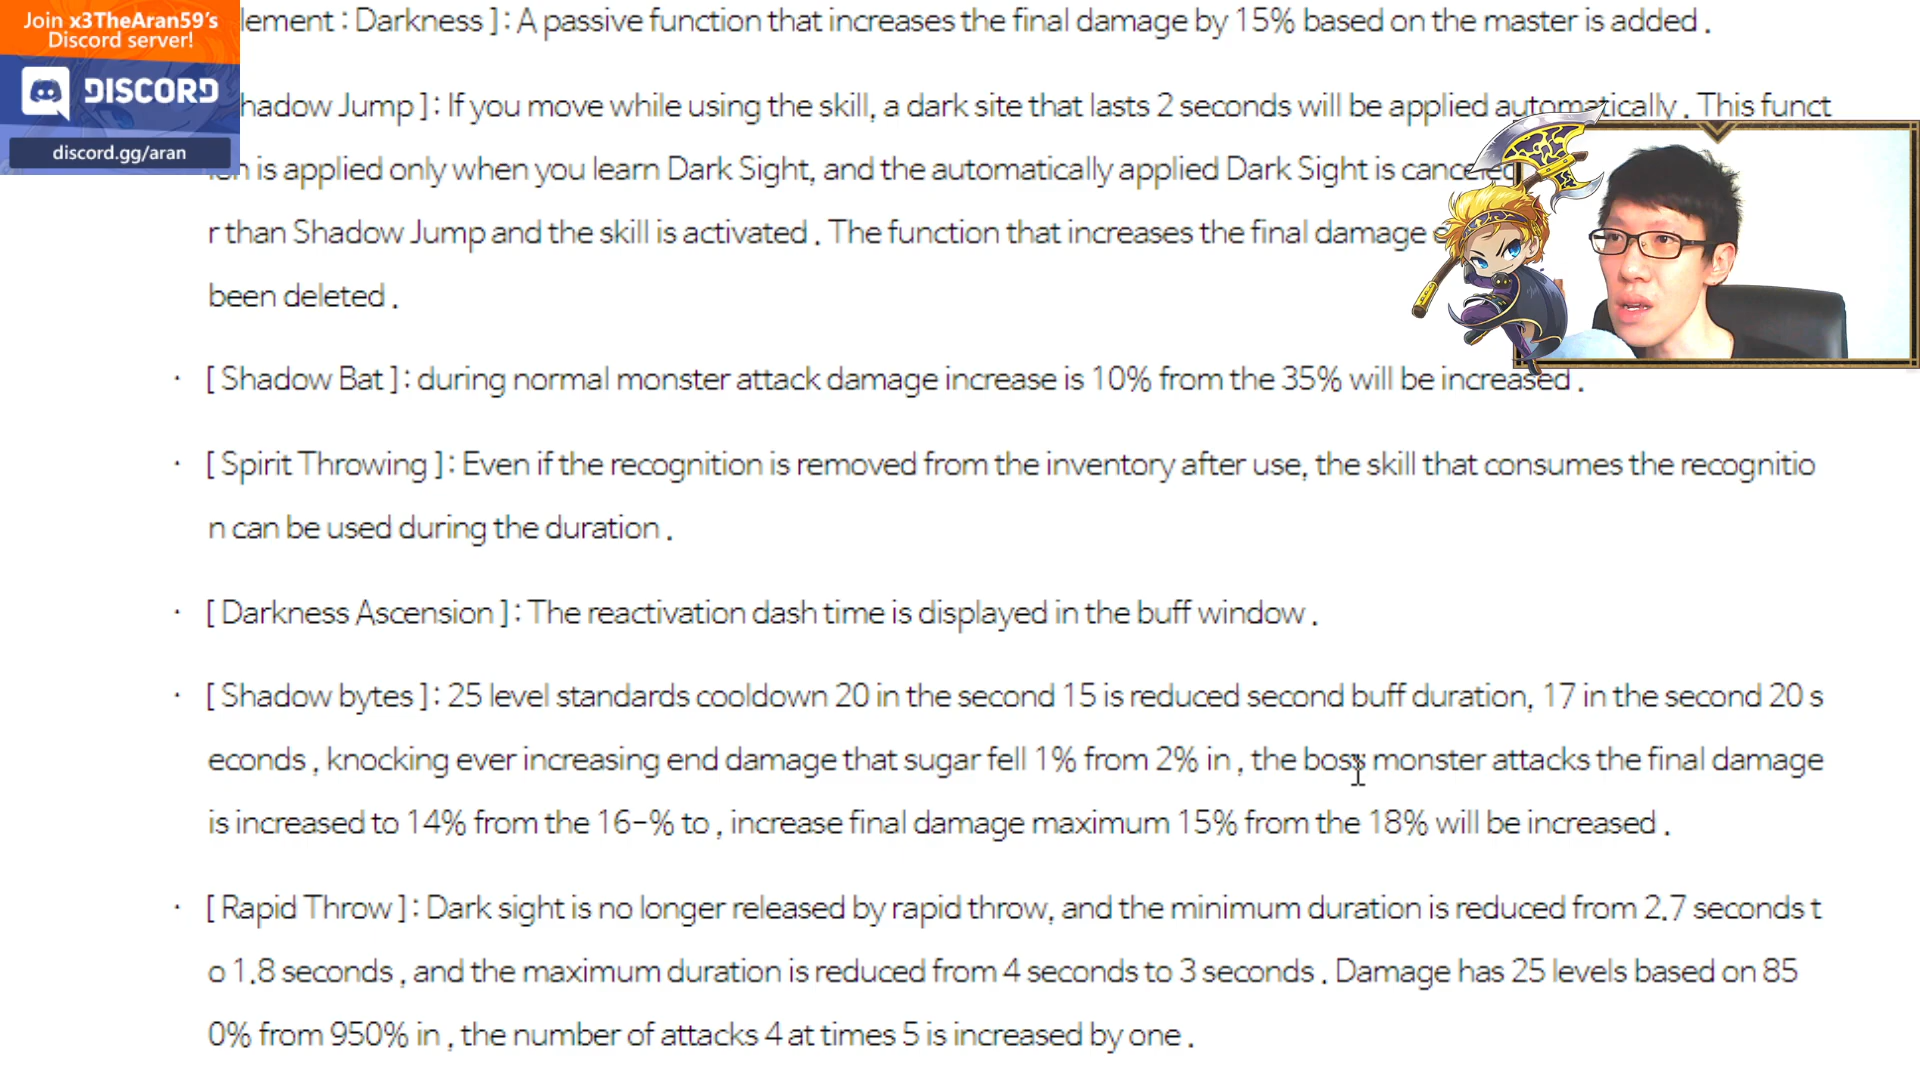 Join x3TheAran59's
Discord server!
DISCORD
discord.gg/aran
lement : Darkness ] : A passive function that increases the final damage by 15% based on the master is added .
hadow Jump ] : If you move while using the skill, a dark site that lasts 2 seconds will be applied automatically . This funct
n is applied only when you learn Dark Sight, and the automatically applied Dark Sight is canceled
r than Shadow Jump and the skill is activated . The function that increases the final damage
been deleted .
· [ Shadow Bat ] : during normal monster attack damage increase is 10% from the 35% will be increased .
· [ Spirit Throwing ] : Even if the recognition is removed from the inventory after use, the skill that consumes the recognitio
n can be used during the duration .
· [ Darkness Ascension ] : The reactivation dash time is displayed in the buff window .
· [ Shadow bytes ] : 25 level standards cooldown 20 in the second 15 is reduced second buff duration, 17 in the second 20 s
econds , knocking ever increasing end damage that sugar fell 1% from 2% in , the boss monster attacks the final damage
is increased to 14% from the 16-% to , increase final damage maximum 15% from the 18% will be increased .
· [ Rapid Throw ] : Dark sight is no longer released by rapid throw, and the minimum duration is reduced from 2.7 seconds t
o 1.8 seconds , and the maximum duration is reduced from 4 seconds to 3 seconds . Damage has 25 levels based on 85
0% from 950% in , the number of attacks 4 at times 5 is increased by one .